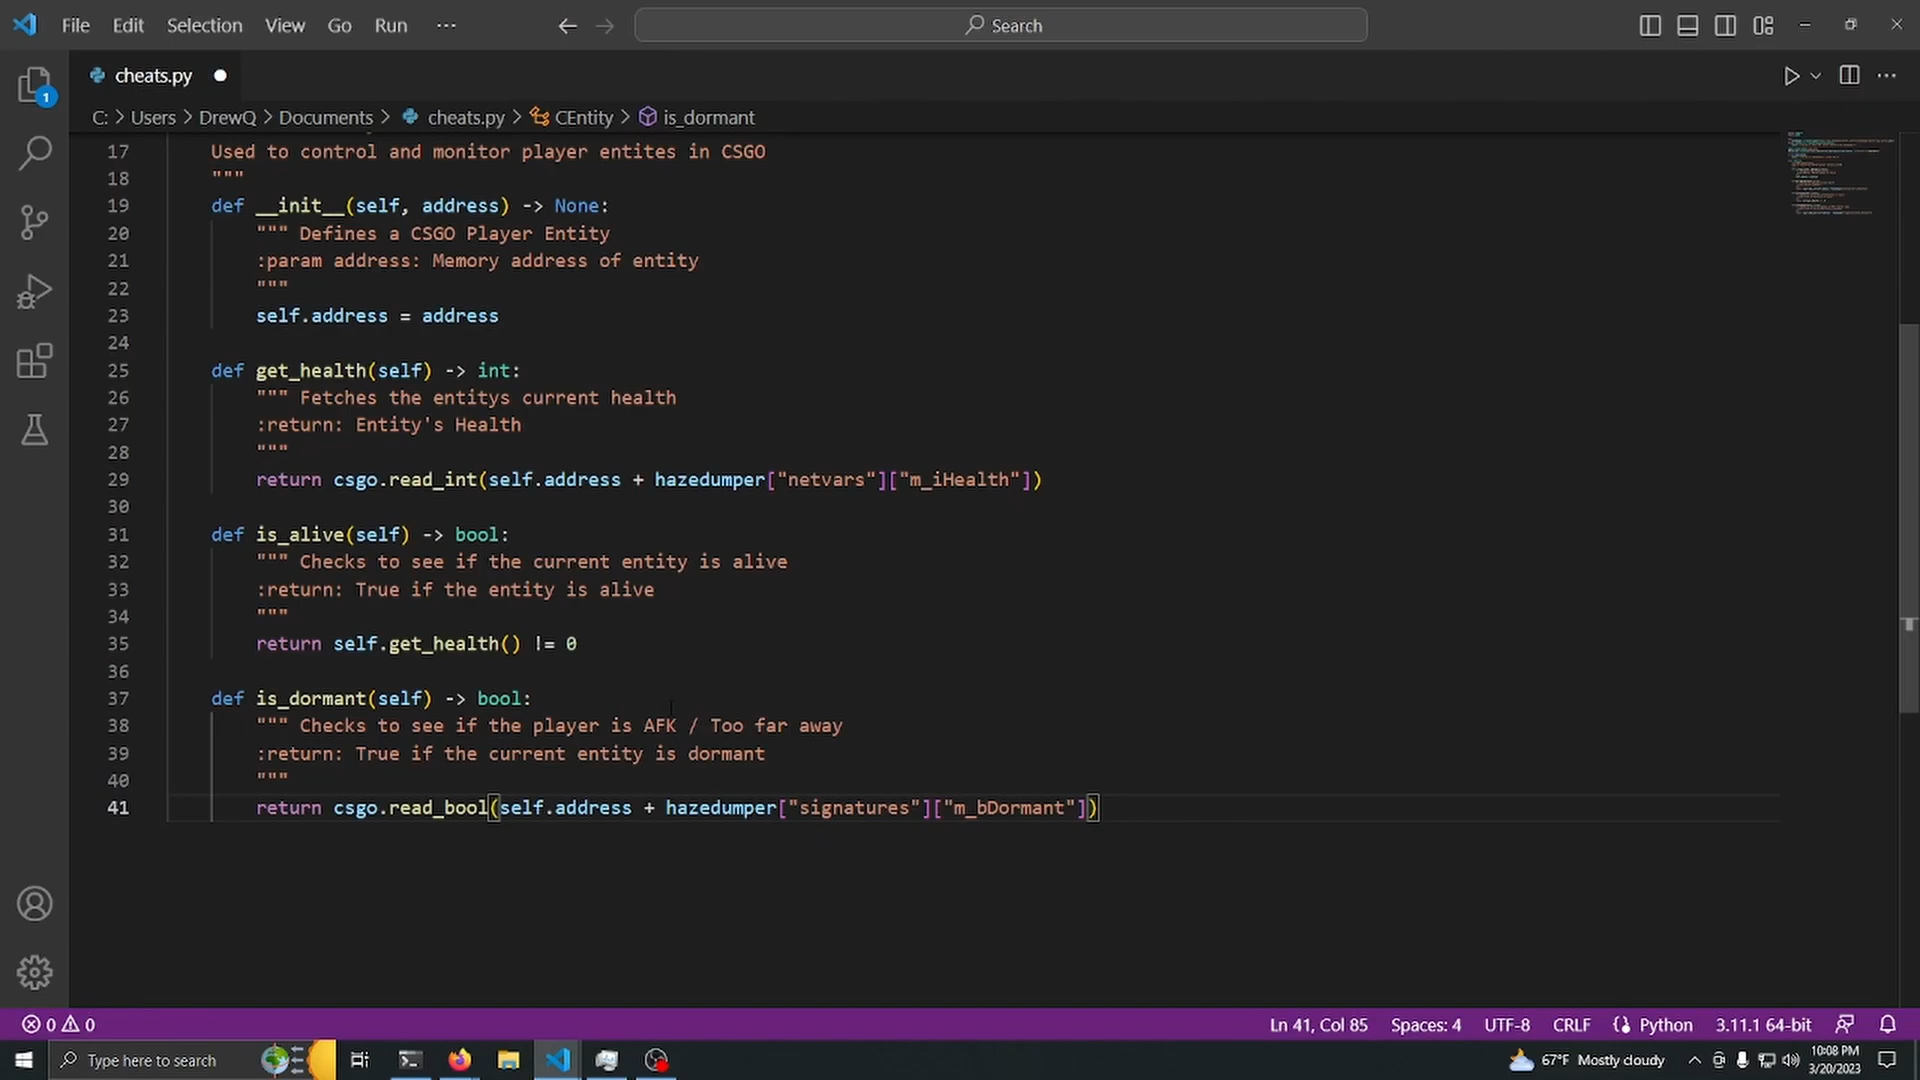 File Edit Selection View Go Run ··· Search
cheats.py
C: > Users > DrewQ > Documents > cheats.py > CEntity > is_dormant
17 Used to control and monitor player entites in CSGO
18 """
19 def __init__(self, address) -> None:
20 """ Defines a CSGO Player Entity
21 :param address: Memory address of entity
22 """
23 self.address = address
24
25 def get_health(self) -> int:
26 """ Fetches the entitys current health
27 :return: Entity's Health
28 """
29 return csgo.read_int(self.address + hazedumper["netvars"]["m_iHealth"])
30
31 def is_alive(self) -> bool:
32 """ Checks to see if the current entity is alive
33 :return: True if the entity is alive
34 """
35 return self.get_health() != 0
36
37 def is_dormant(self) -> bool:
38 """ Checks to see if the player is AFK / Too far away
39 :return: True if the current entity is dormant
40 """
41 return csgo.read_bool(self.address + hazedumper["signatures"]["m_bDormant"])
1
0 0 Ln 41, Col 85 Spaces: 4 UTF-8 CRLF Python 3.11.1 64-bit
Type here to search 67°F Mostly cloudy 10:08 PM
3/20/2023